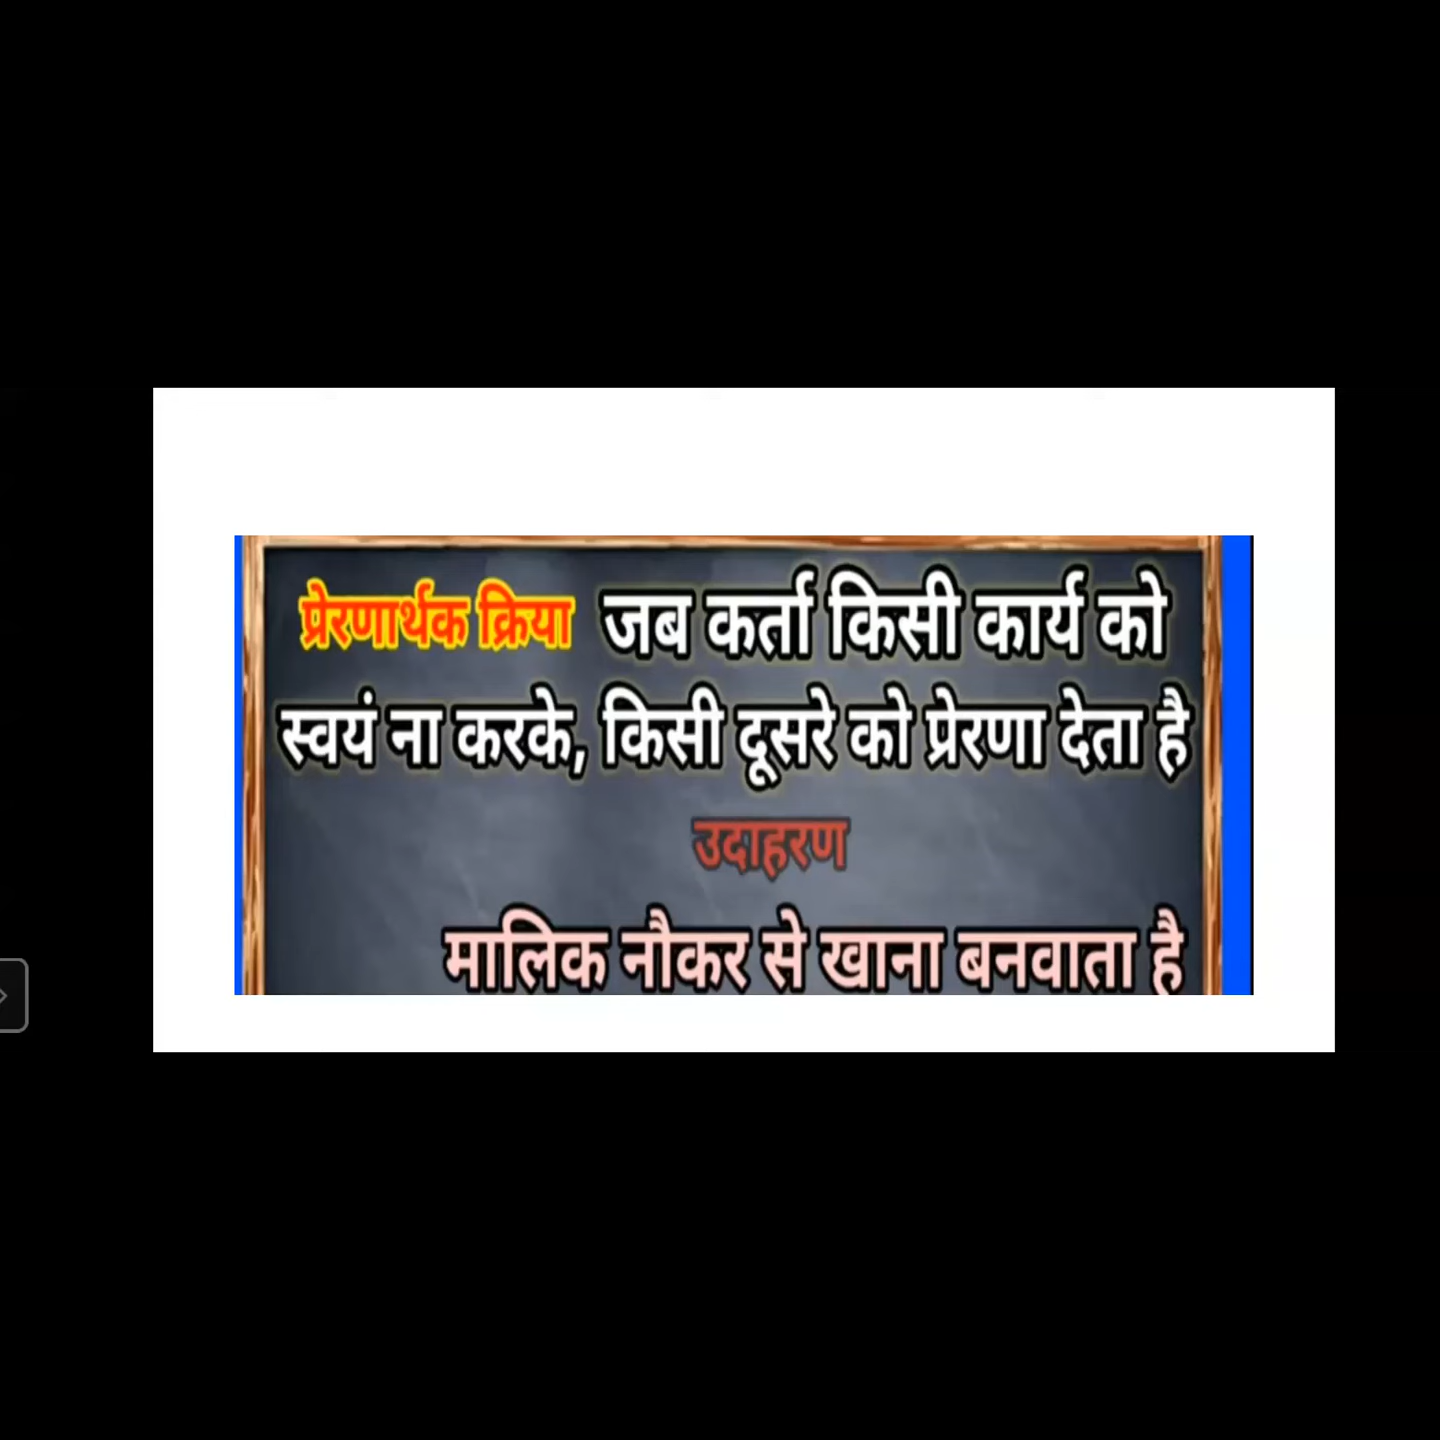 प्रेरणार्थक क्रिया जब कर्ता किसी कार्य को
स्वयं ना करके, किसी दूसरे को प्रेरणा देता है
उदाहरण
मालिक नौकर से खाना बनवाता है